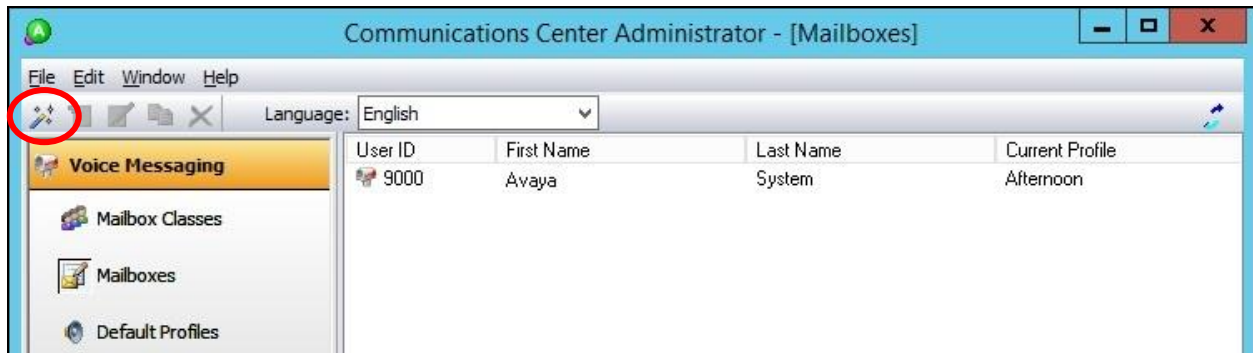 Communications Center Administrator - [Mailboxes]
File Edit Window Help
Language: English
Voice Messaging
Mailbox Classes
Mailboxes
Default Profiles
User ID First Name Last Name Current Profile
9000 Avaya System Afternoon